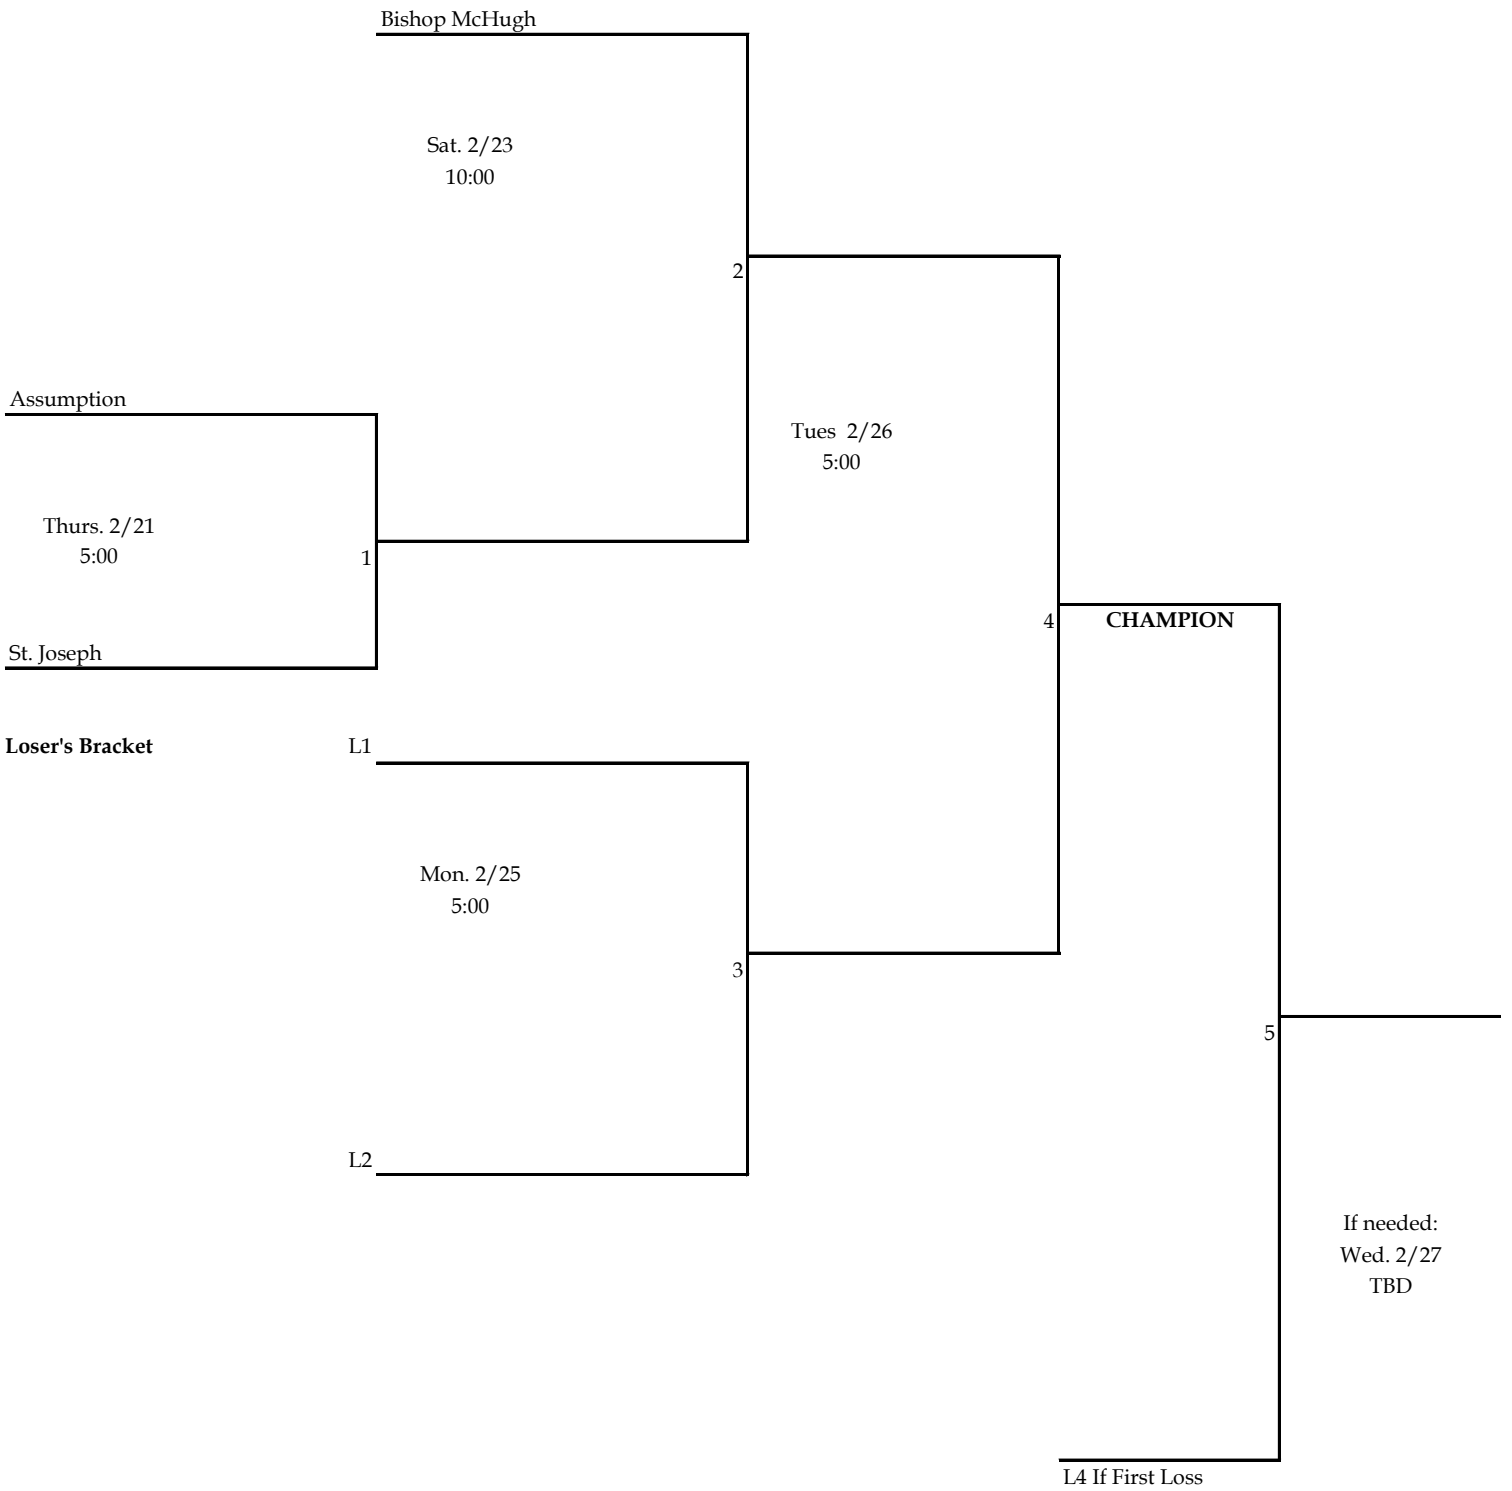 Bishop McHugh
Sat. 2/23
10:00
2
Assumption
Tues  2/26
5:00
Thurs. 2/21
5:00
1
4
CHAMPION
St. Joseph
Loser's Bracket
L1
Mon. 2/25
5:00
3
5
L2
If needed:
Wed. 2/27
TBD
L4 If First Loss